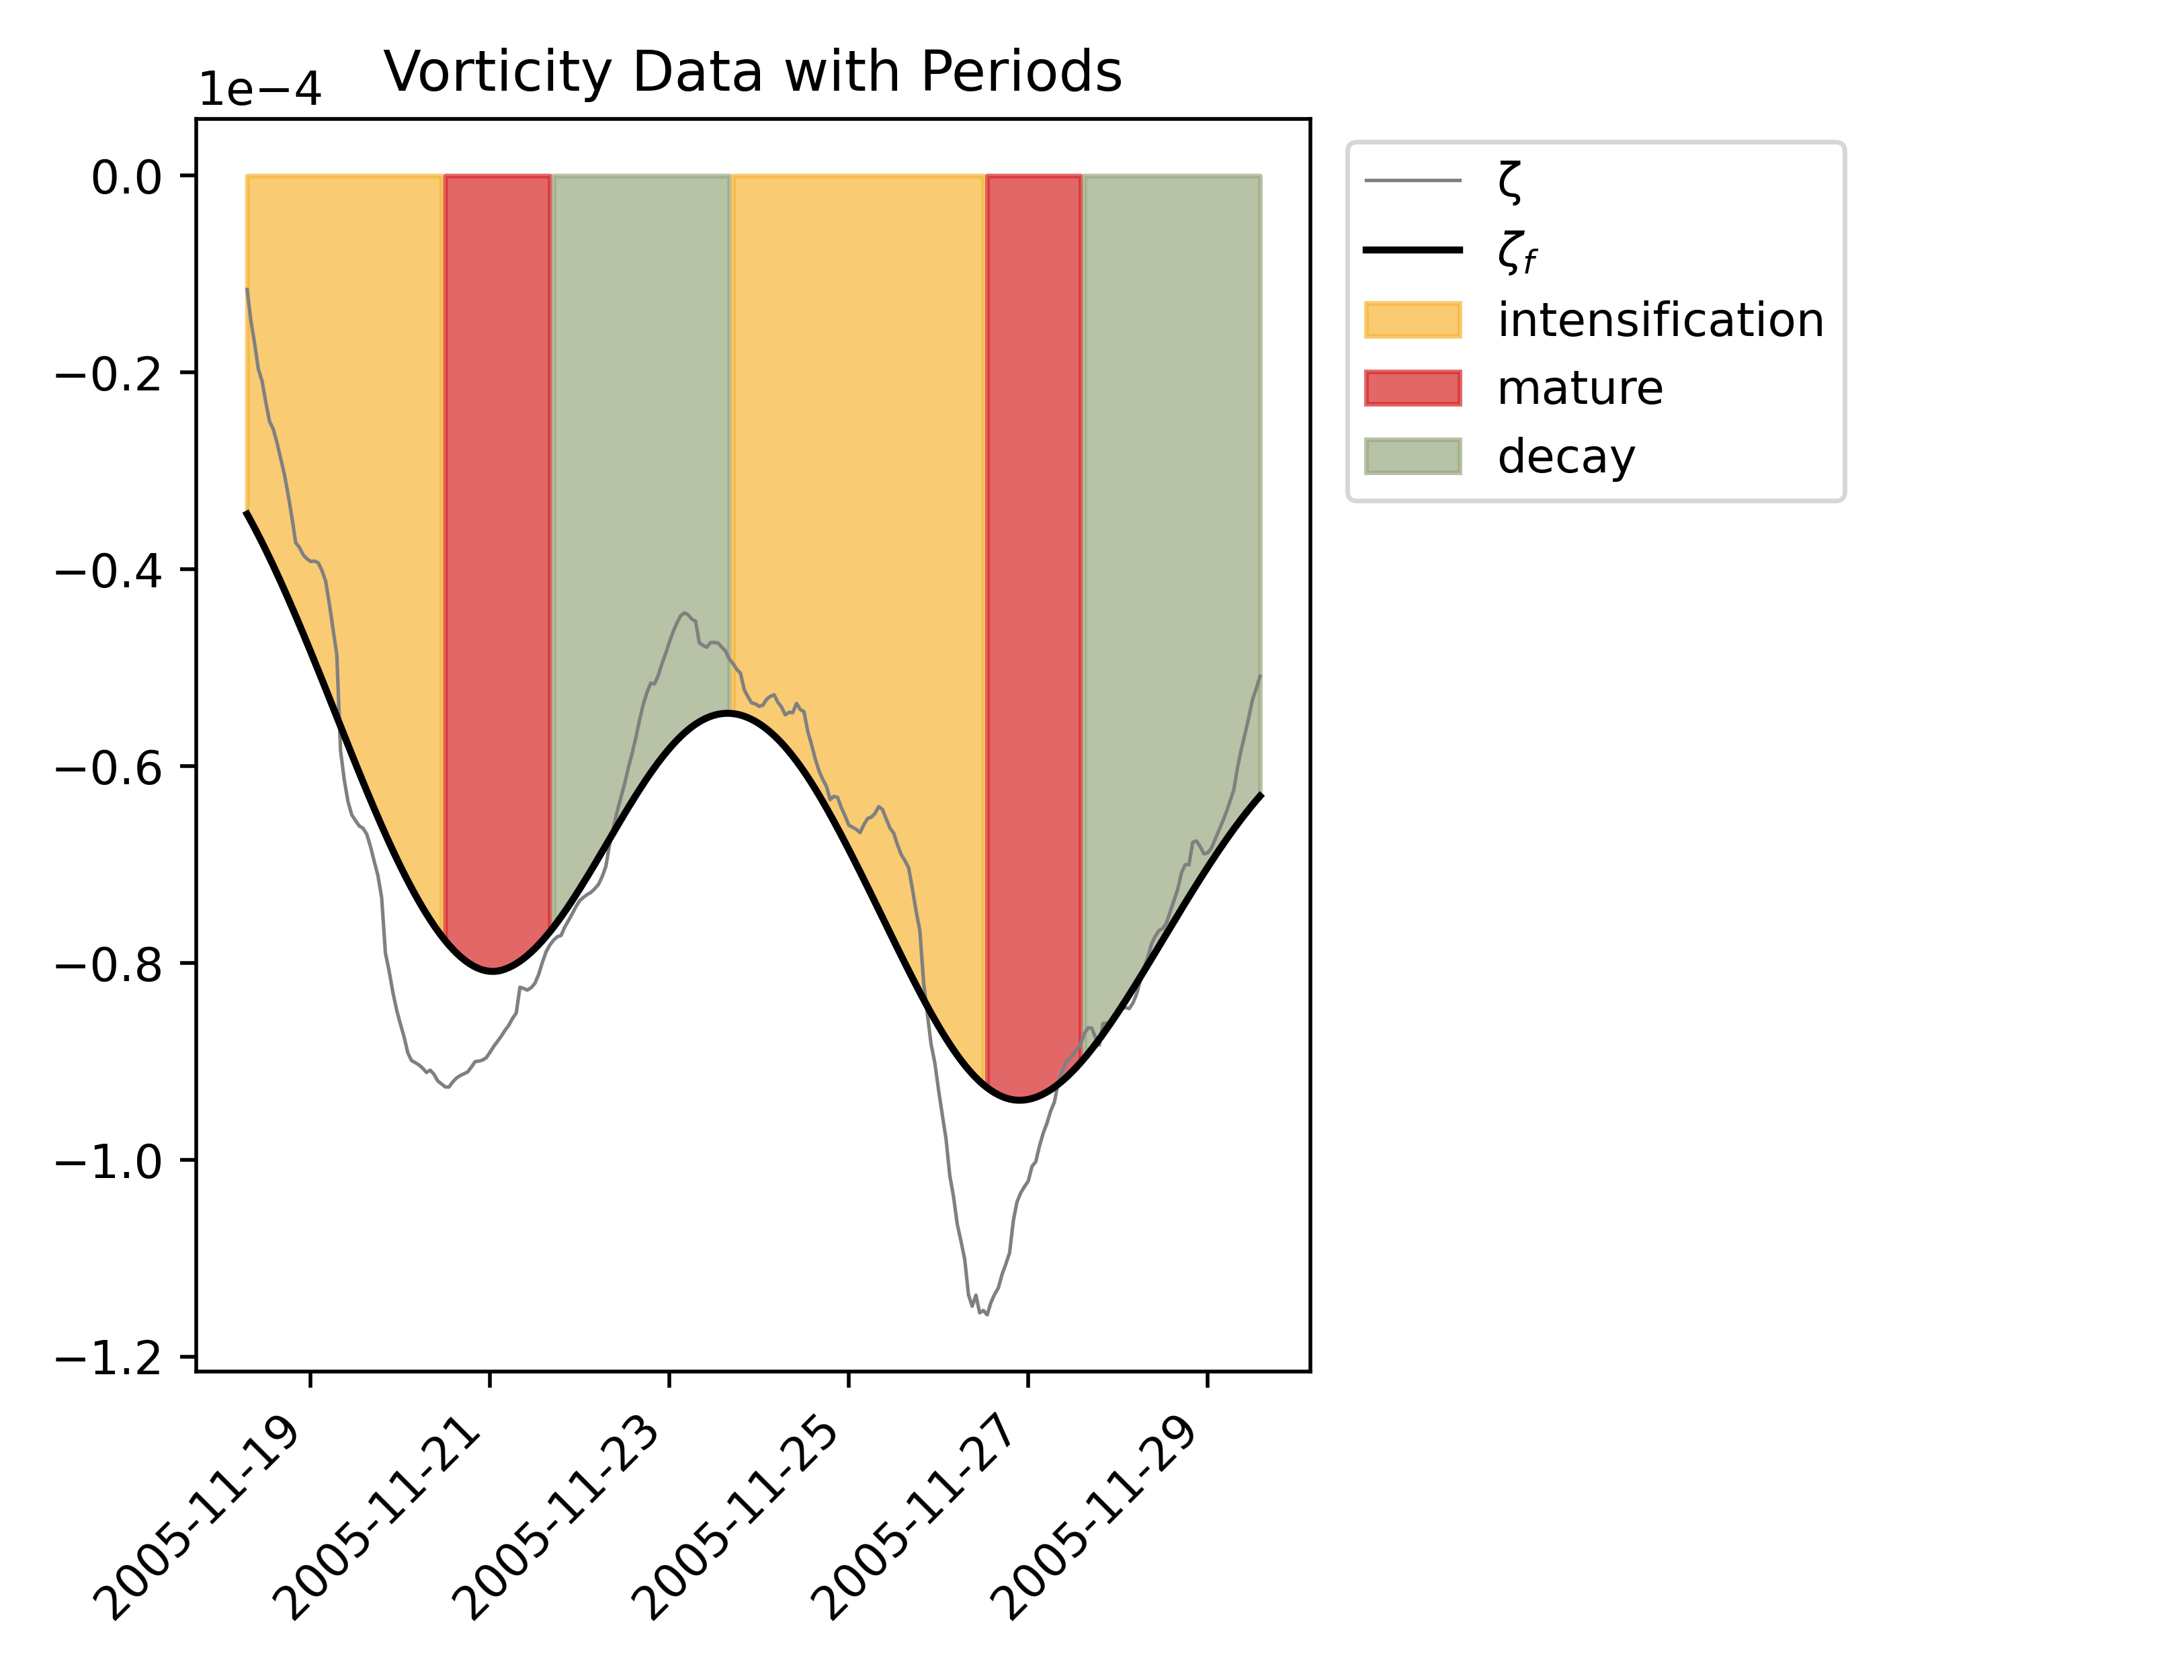 Vorticity Data with Periods
1e−4
0.0
−0.2
−0.4
−0.6
−0.8
−1.0
−1.2
2005-11-19
2005-11-21
2005-11-23
2005-11-25
2005-11-27
2005-11-29
ζ
ζf
intensification
mature
decay